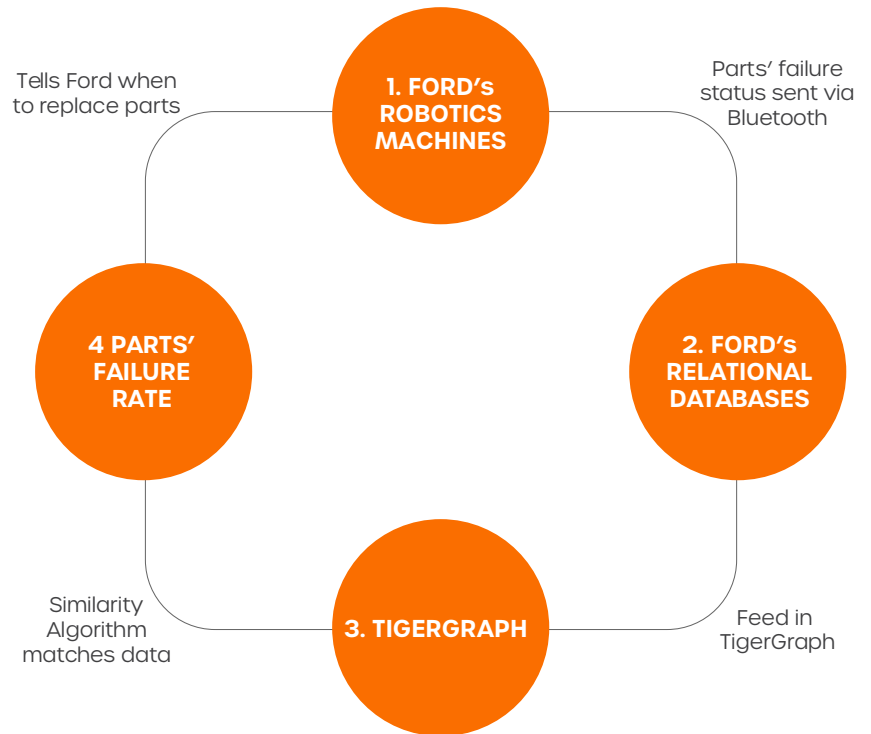 1. FORD's
ROBOTICS
MACHINES
Parts' failure
status sent via
Bluetooth
2. FORD's
RELATIONAL
DATABASES
Feed in
TigerGraph
3. TIGERGRAPH
Similarity
Algorithm
matches data
4 PARTS'
FAILURE
RATE
Tells Ford when
to replace parts